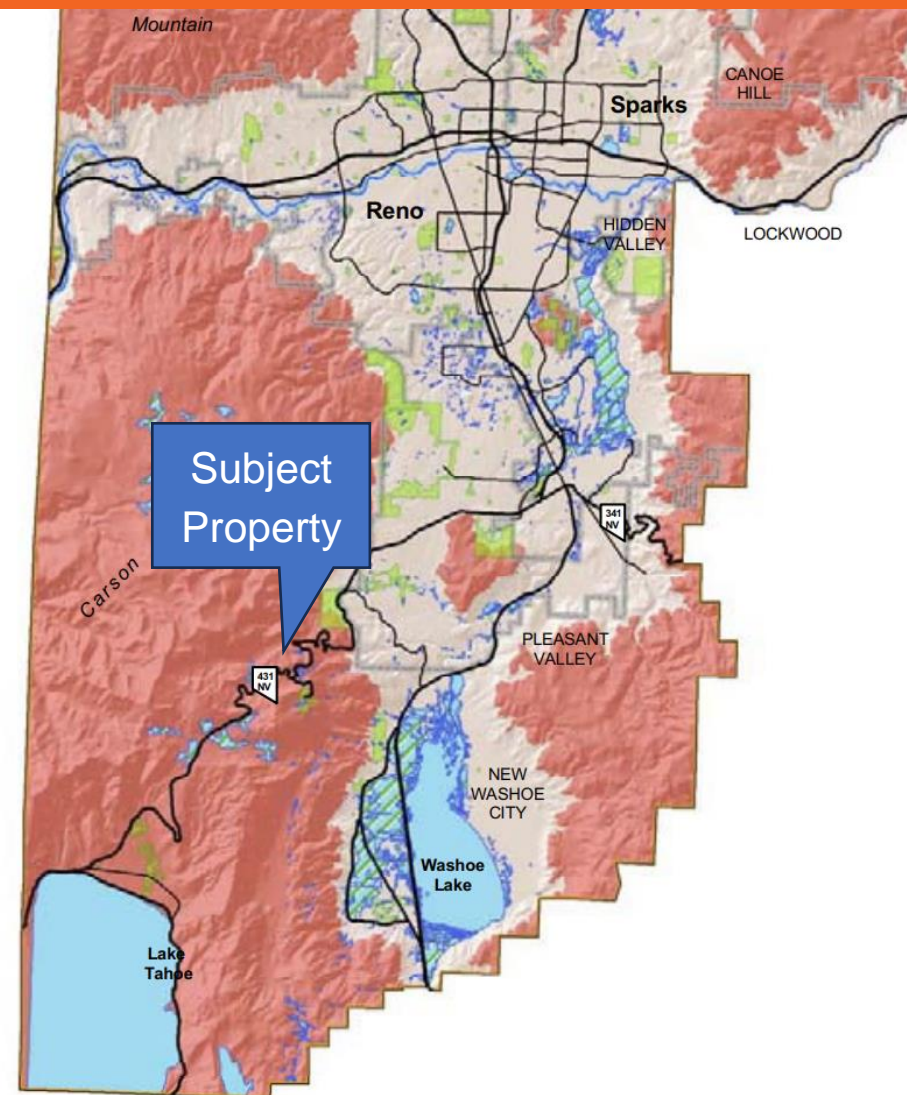 Mountain
CANOE
HILL
Sparks
Reno
HIDDEN
VALLEY
LOCKWOOD
Subject
Property
341
NV
Carson
PLEASANT
VALLEY
431
NV
NEW
WASHOE
CITY
Washoe
Lake
Lake
Tahoe